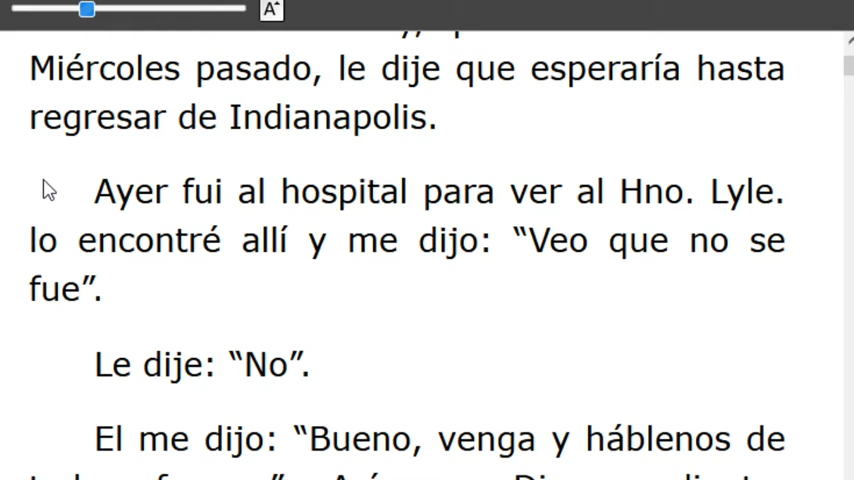 A
Miércoles pasado, le dije que esperaría hasta
regresar de Indianapolis.
Ayer fui al hospital para ver al Hno. Lyle.
lo encontré allí y me dijo: “Veo que no se
fue”.
Le dije: “No”.
El me dijo: “Bueno, venga y háblenos de